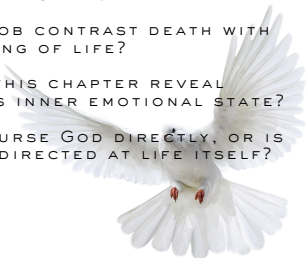 OB CONTRAST DEATH WITH
NG OF LIFE?
HIS CHAPTER REVEAL
S INNER EMOTIONAL STATE?
URSE GOD DIRECTLY, OR IS
DIRECTED AT LIFE ITSELF?